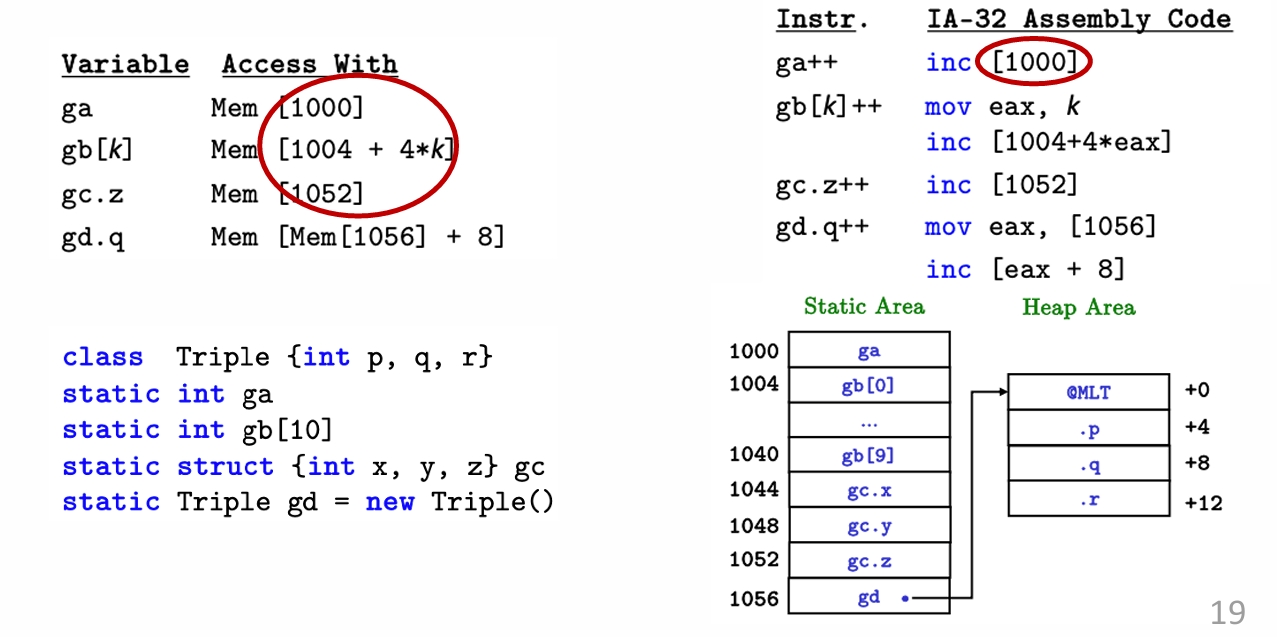 Variable Access With
ga Mem [1000]
gb[k] Mem [1004 + 4*k]
gc.z Mem [1052]
gd.q Mem [Mem[1056] + 8]
class Triple {int p, q, r}
static int ga
static int gb[10]
static struct {int x, y, z} gc
static Triple gd = new Triple()
Instr. IA-32 Assembly Code
ga++ inc [1000]
gb[k]++ mov eax, k
inc [1004+4*eax]
gc.z++ inc [1052]
gd.q++ mov eax, [1056]
inc [eax + 8]
Static Area Heap Area
1000 ga
1004 gb[0]
...
1040 gb[9]
1044 gc.x
1048 gc.y
1052 gc.z
1056 gd
@MLT +0
.p +4
.q +8
.r +12
19